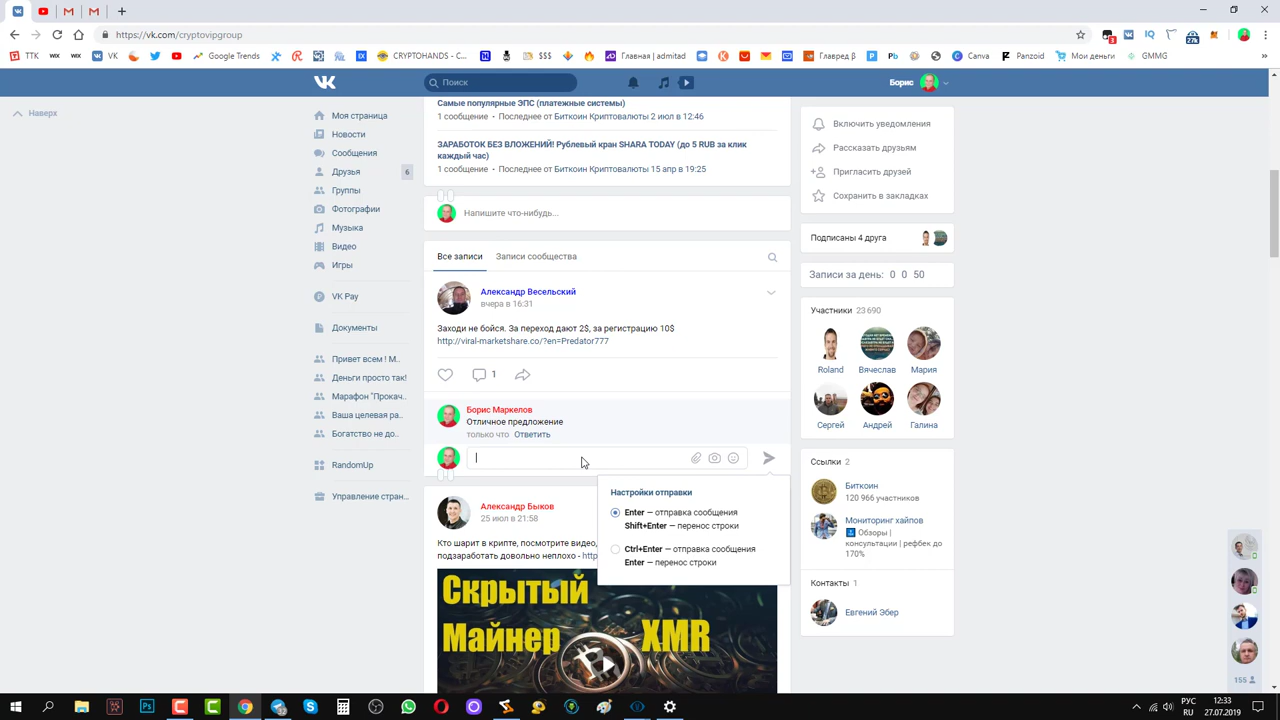 https://vk.com/cryptovipgroup
ТТК
wix
wix
VK
Google Trends
CRYPTOHANDS - C...
$$$
Главная | admitad
Главред β
Canva
Panzoid
Мои деньги
GMMG
Поиск
Борис
Наверх
Моя страница
Новости
Сообщения
Друзья
6
Группы
Фотографии
Музыка
Видео
Игры
VK Pay
Документы
Привет всем ! М..
Деньги просто так!
Марафон "Прокач..
Ваша целевая ра..
Богатство не до..
RandomUp
Управление стран...
Самые популярные ЭПС (платежные системы)
1 сообщение • Последнее от Биткоин Криптовалюты 2 июл в 12:46
ЗАРАБОТОК БЕЗ ВЛОЖЕНИЙ! Рублевый кран SHARA TODAY (до 5 RUB за клик
каждый час)
1 сообщение • Последнее от Биткоин Криптовалюты 15 апр в 19:25
Напишите что-нибудь...
Все записи
Записи сообщества
Александр Весельский
вчера в 16:31
Заходи не бойся. За переход дают 2$, за регистрацию 10$
http://viral-marketshare.co/?en=Predator777
1
Борис Маркелов
Отличное предложение
только что Ответить
Настройки отправки
Enter — отправка сообщения
Shift+Enter — перенос строки
Ctrl+Enter — отправка сообщения
Enter — перенос строки
Александр Быков
25 июл в 21:58
Кто шарит в крипте, посмотрите видео,
подзаработать довольно неплохо - http
Скрытый
Майнер
XMR
Включить уведомления
Рассказать друзьям
Пригласить друзей
Сохранить в закладках
Подписаны 4 друга
Записи за день: 0 0 50
Участники 23 690
Roland
Вячеслав
Мария
Сергей
Андрей
Галина
Ссылки 2
Биткоин
120 966 участников
Мониторинг хайпов
Обзоры |
консультации | рефбек до
170%
Контакты 1
Евгений Эбер
155
РУС
RU
12:33
27.07.2019